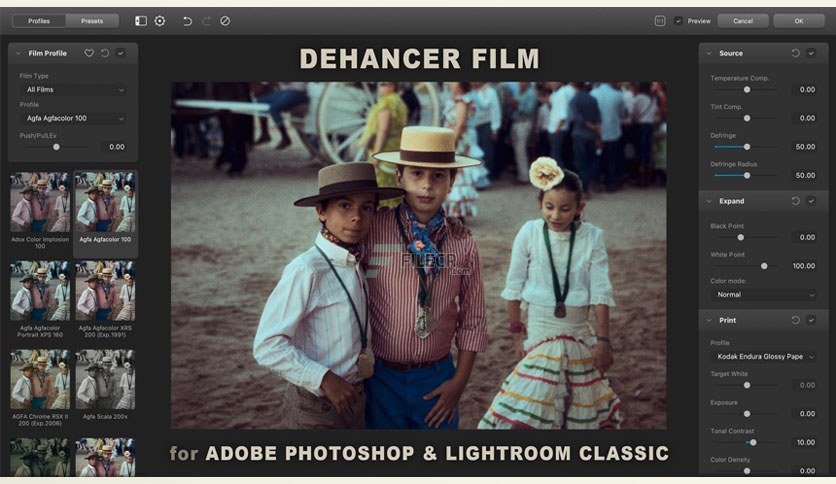 Profiles
Presets
Preview
Cancel
OK
Film Profile
Film Type
All Films
Profile
Agfa Agfacolor 100
Push/Pull,Ev
0.00
Adox Color Implosion
100
Agfa Agfacolor 100
Agfa Agfacolor
Portrait XPS 160
Agfa Agfacolor XRS
200 (Exp.1991)
AGFA Chrome RSX II
200 (Exp.2006)
Agfa Scala 200x
DEHANCER FILM
FILECR
.com
for ADOBE PHOTOSHOP & LIGHTROOM CLASSIC
Source
Temperature Comp.
0.00
Tint Comp.
0.00
Defringe
50.00
Defringe Radius
50.00
Expand
Black Point
0.00
White Point
100.00
Color mode:
Normal
Print
Profile
Kodak Endura Glossy Pape
Target White
0.00
Exposure
0.00
Tonal Contrast
10.00
Color Density
0.00